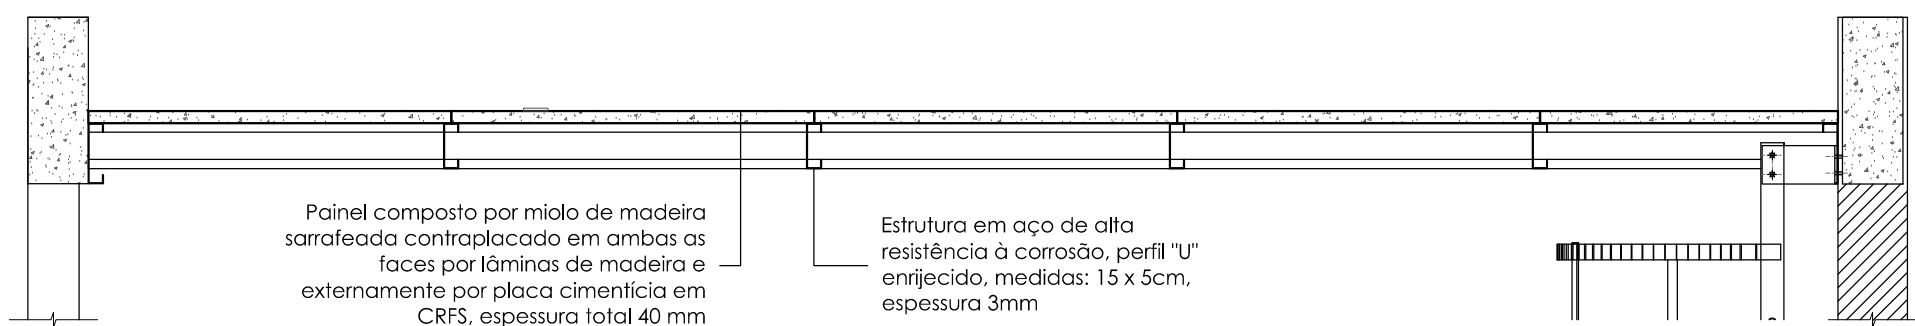 Painel composto por miolo de madeira
sarrafeada contraplacado em ambas as
faces por lâminas de madeira e
externamente por placa cimentícia em
CRFS, espessura total 40 mm
Estrutura em aço de alta
resistência à corrosão, perfil "U"
enrijecido, medidas: 15 x 5cm,
espessura 3mm